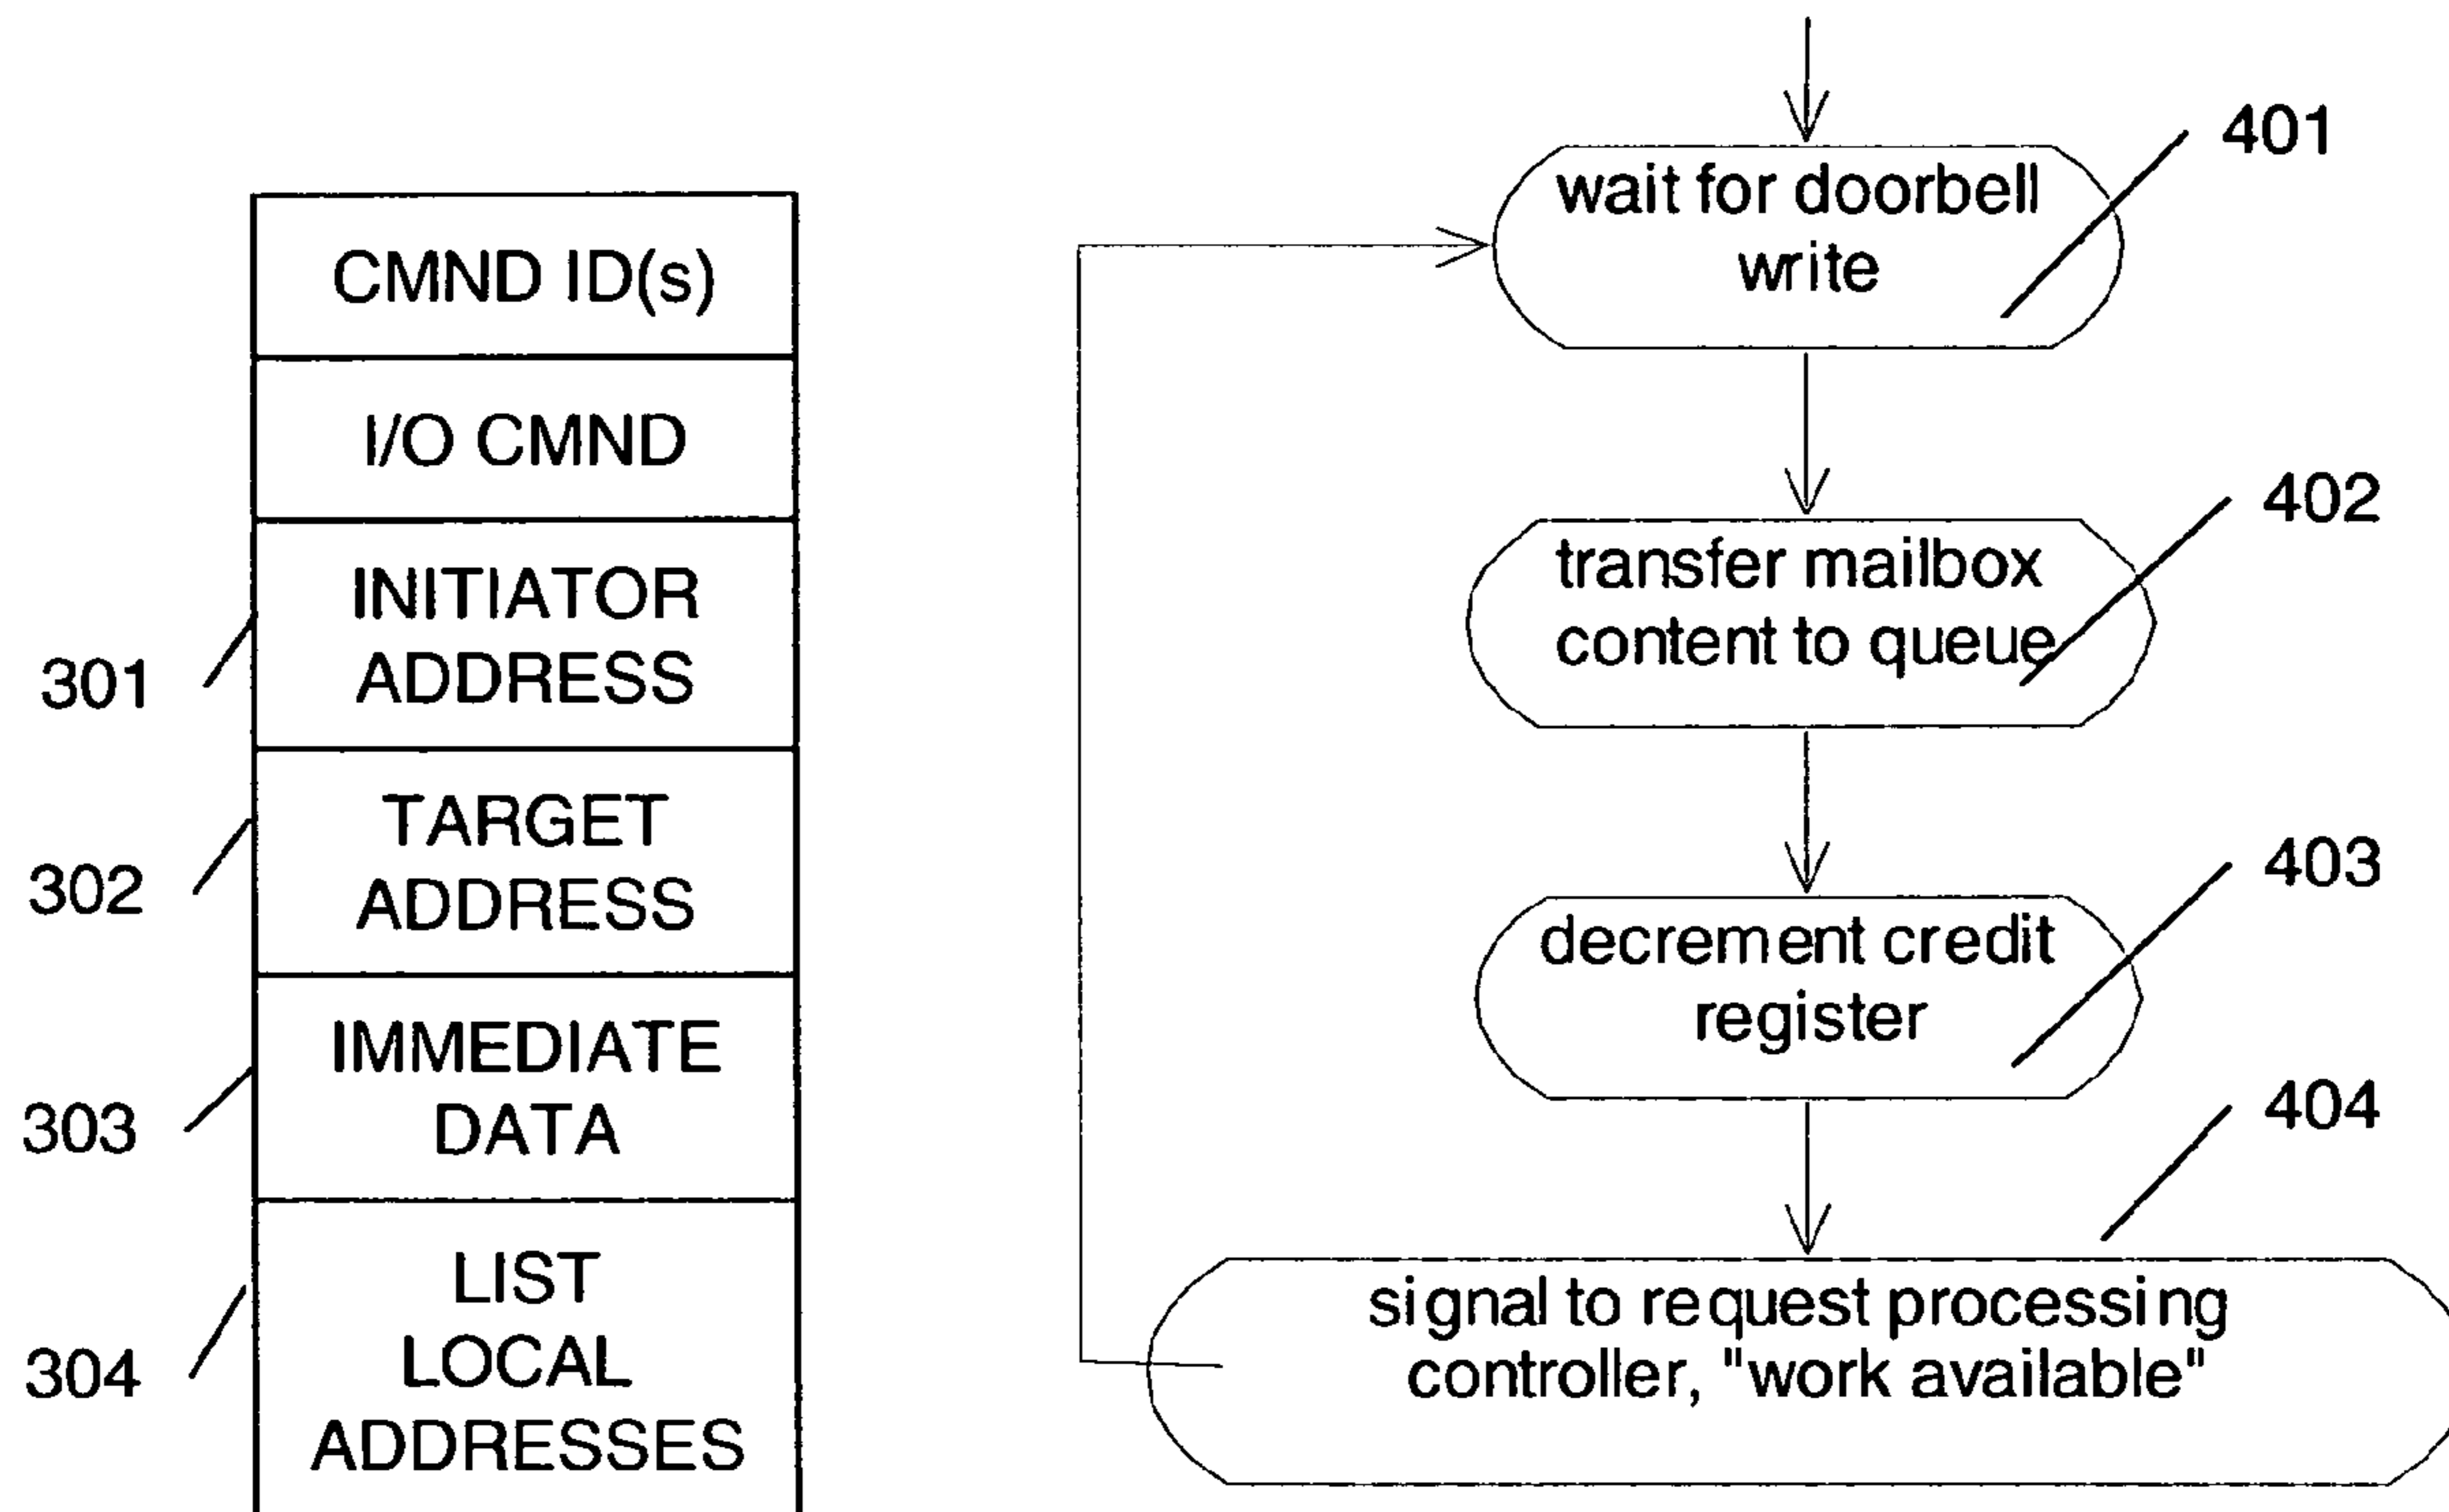 CMND ID(s)
I/O CMND
INITIATOR
ADDRESS
301
TARGET
ADDRESS
302
IMMEDIATE
DATA
303
LIST
LOCAL
ADDRESSES
304
401
wait for doorbell
write
402
transfer mailbox
content to queue
403
decrement credit
register
404
signal to request processing
controller, "work available"